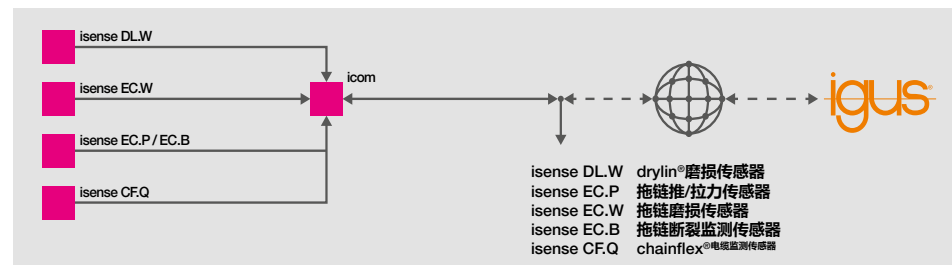 isense DL.W
isense EC.W
icom
isense EC.P / EC.B
isense CF.Q
igus®
isense DL.W drylin®磨损传感器
isense EC.P 拖链推/拉力传感器
isense EC.W 拖链磨损传感器
isense EC.B 拖链断裂监测传感器
isense CF.Q chainflex®电缆监测传感器